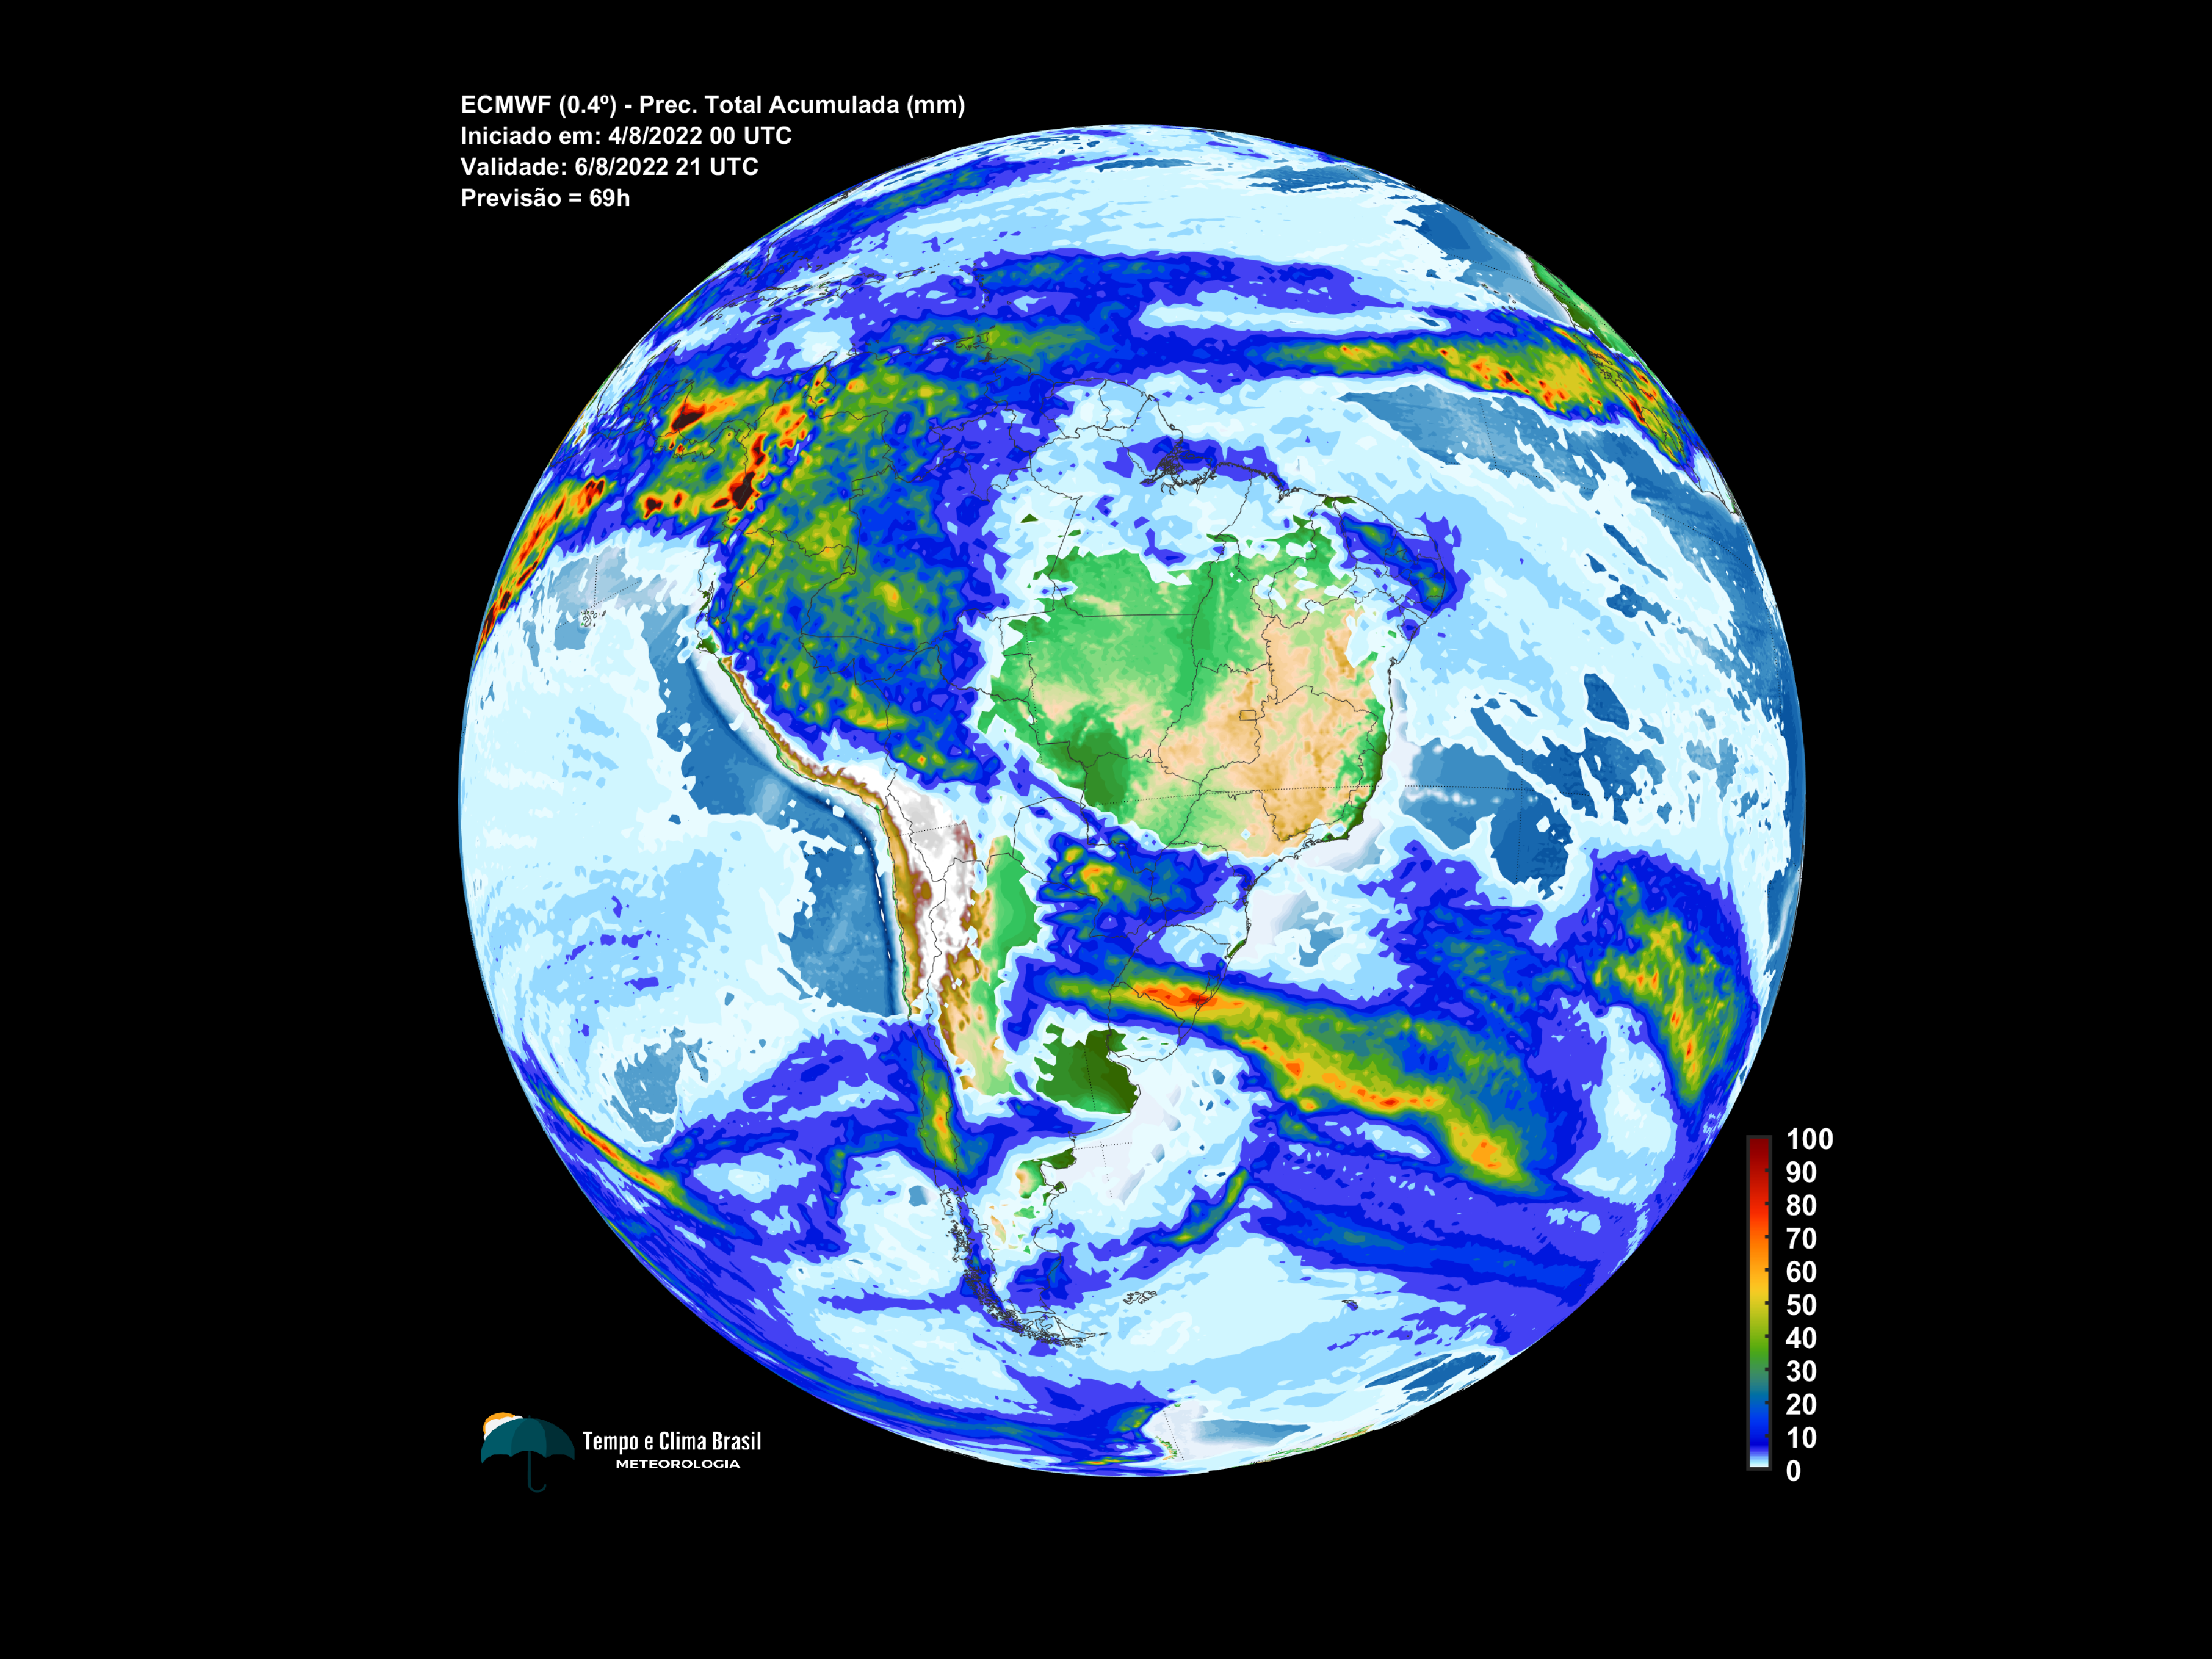 ECMWF (0.4º) - Prec. Total Acumulada (mm)
Iniciado em: 4/8/2022 00 UTC
Validade: 6/8/2022 21 UTC
Previsão = 69h
100
90
80
70
60
50
40
30
20
10
0
Tempo e Clima Brasil
METEOROLOGIA